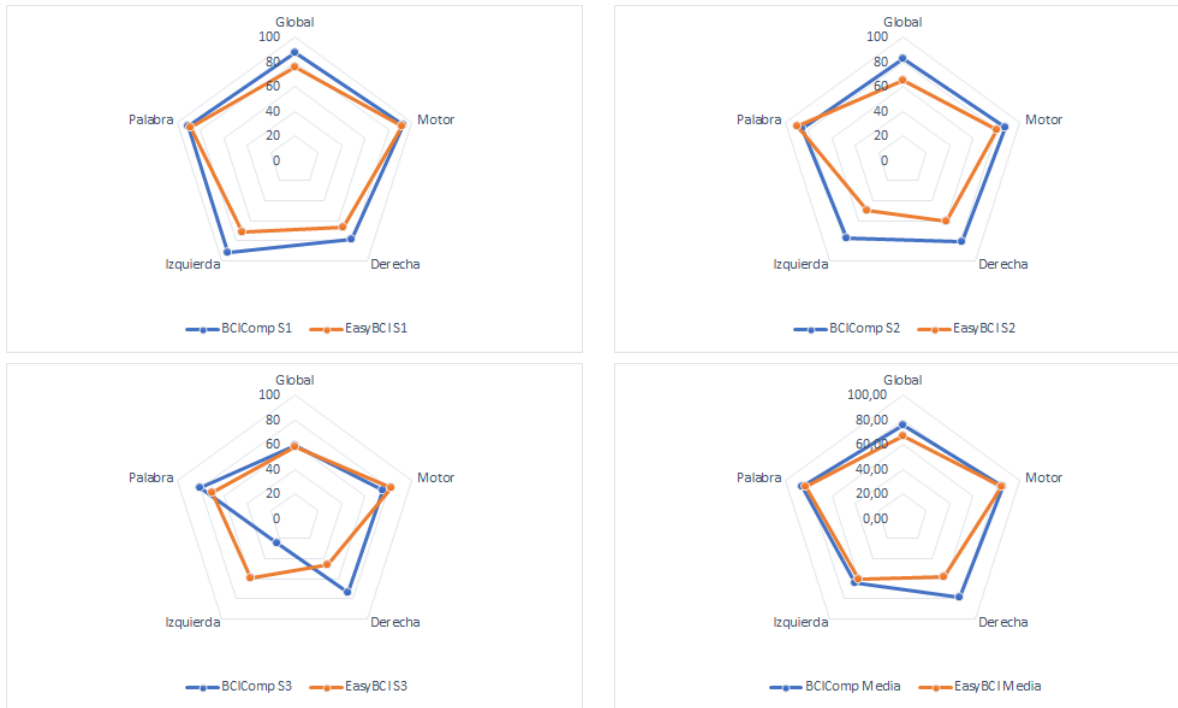 Global
100
80
60
40
20
0
Palabra
Motor
Izquierda
Derecha
BCIComp S1
EasyBCI S1
Global
100
80
60
40
20
0
Palabra
Motor
Izquierda
Derecha
BCIComp S2
EasyBCI S2
Global
100
80
60
40
20
0
Palabra
Motor
Izquierda
Derecha
BCIComp S3
EasyBCI S3
Global
100,00
80,00
60,00
40,00
20,00
0,00
Palabra
Motor
Izquierda
Derecha
BCIComp Media
EasyBCI Media